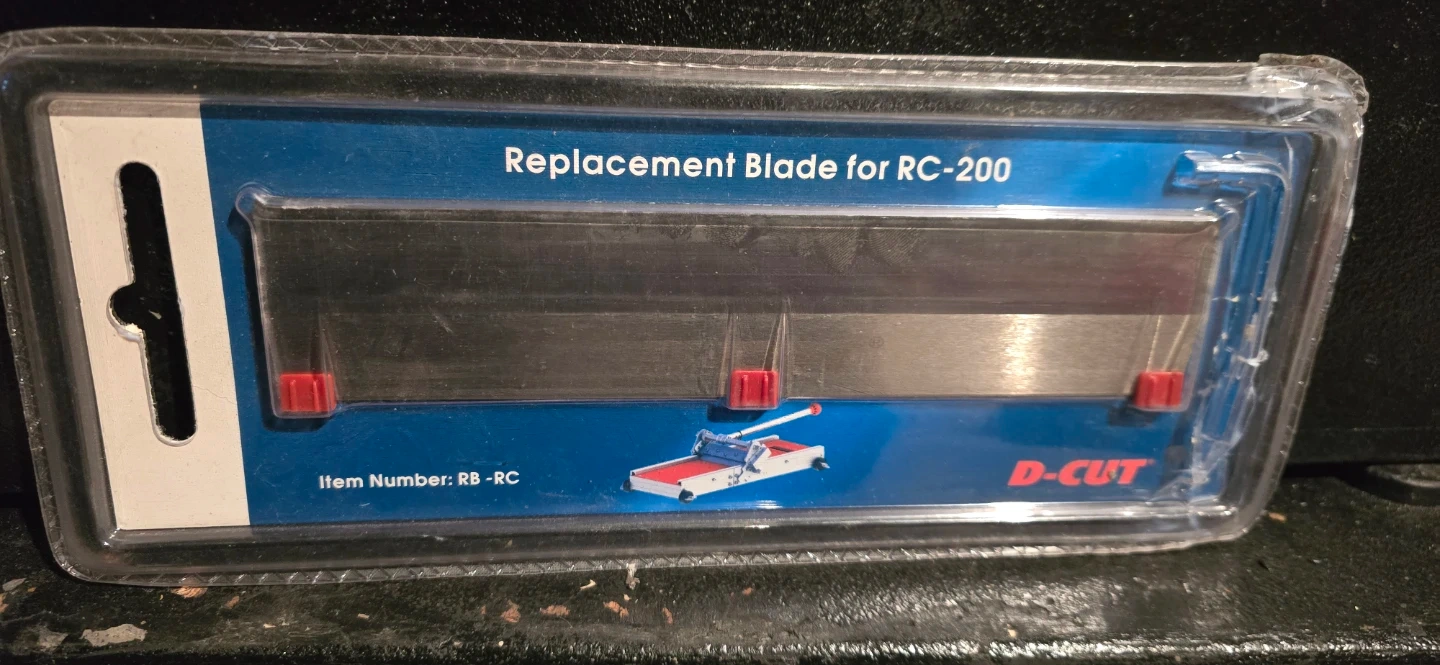 Replacement Blade for RC-200
Item Number: RB -RC
D-CUT